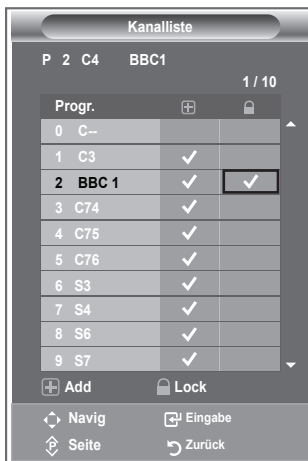 Kanalliste
P 2 C4 BBC1
1 / 10
Progr.
0 C--
1 C3
2 BBC 1
3 C74
4 C75
5 C76
6 S3
7 S4
8 S6
9 S7
Add Lock
Navig Eingabe
P Seite Zurück